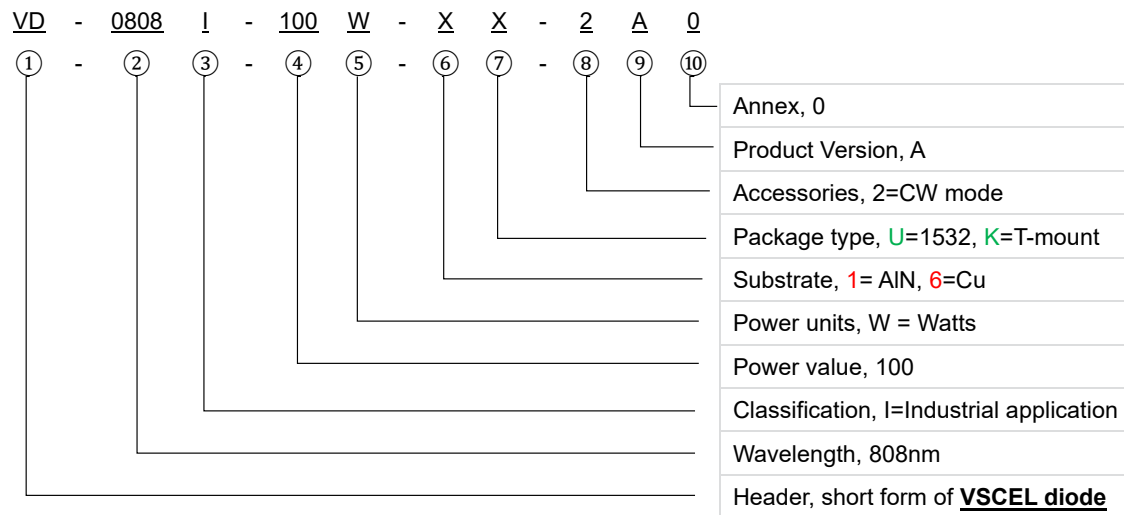 VD - 0808 I - 100 W - X X - 2 A 0
① - ② ③ - ④ ⑤ - ⑥ ⑦ - ⑧ ⑨ ⑩
Annex, 0
Product Version, A
Accessories, 2=CW mode
Package type, U=1532, K=T-mount
Substrate, 1= AlN, 6=Cu
Power units, W = Watts
Power value, 100
Classification, I=Industrial application
Wavelength, 808nm
Header, short form of VSCEL diode